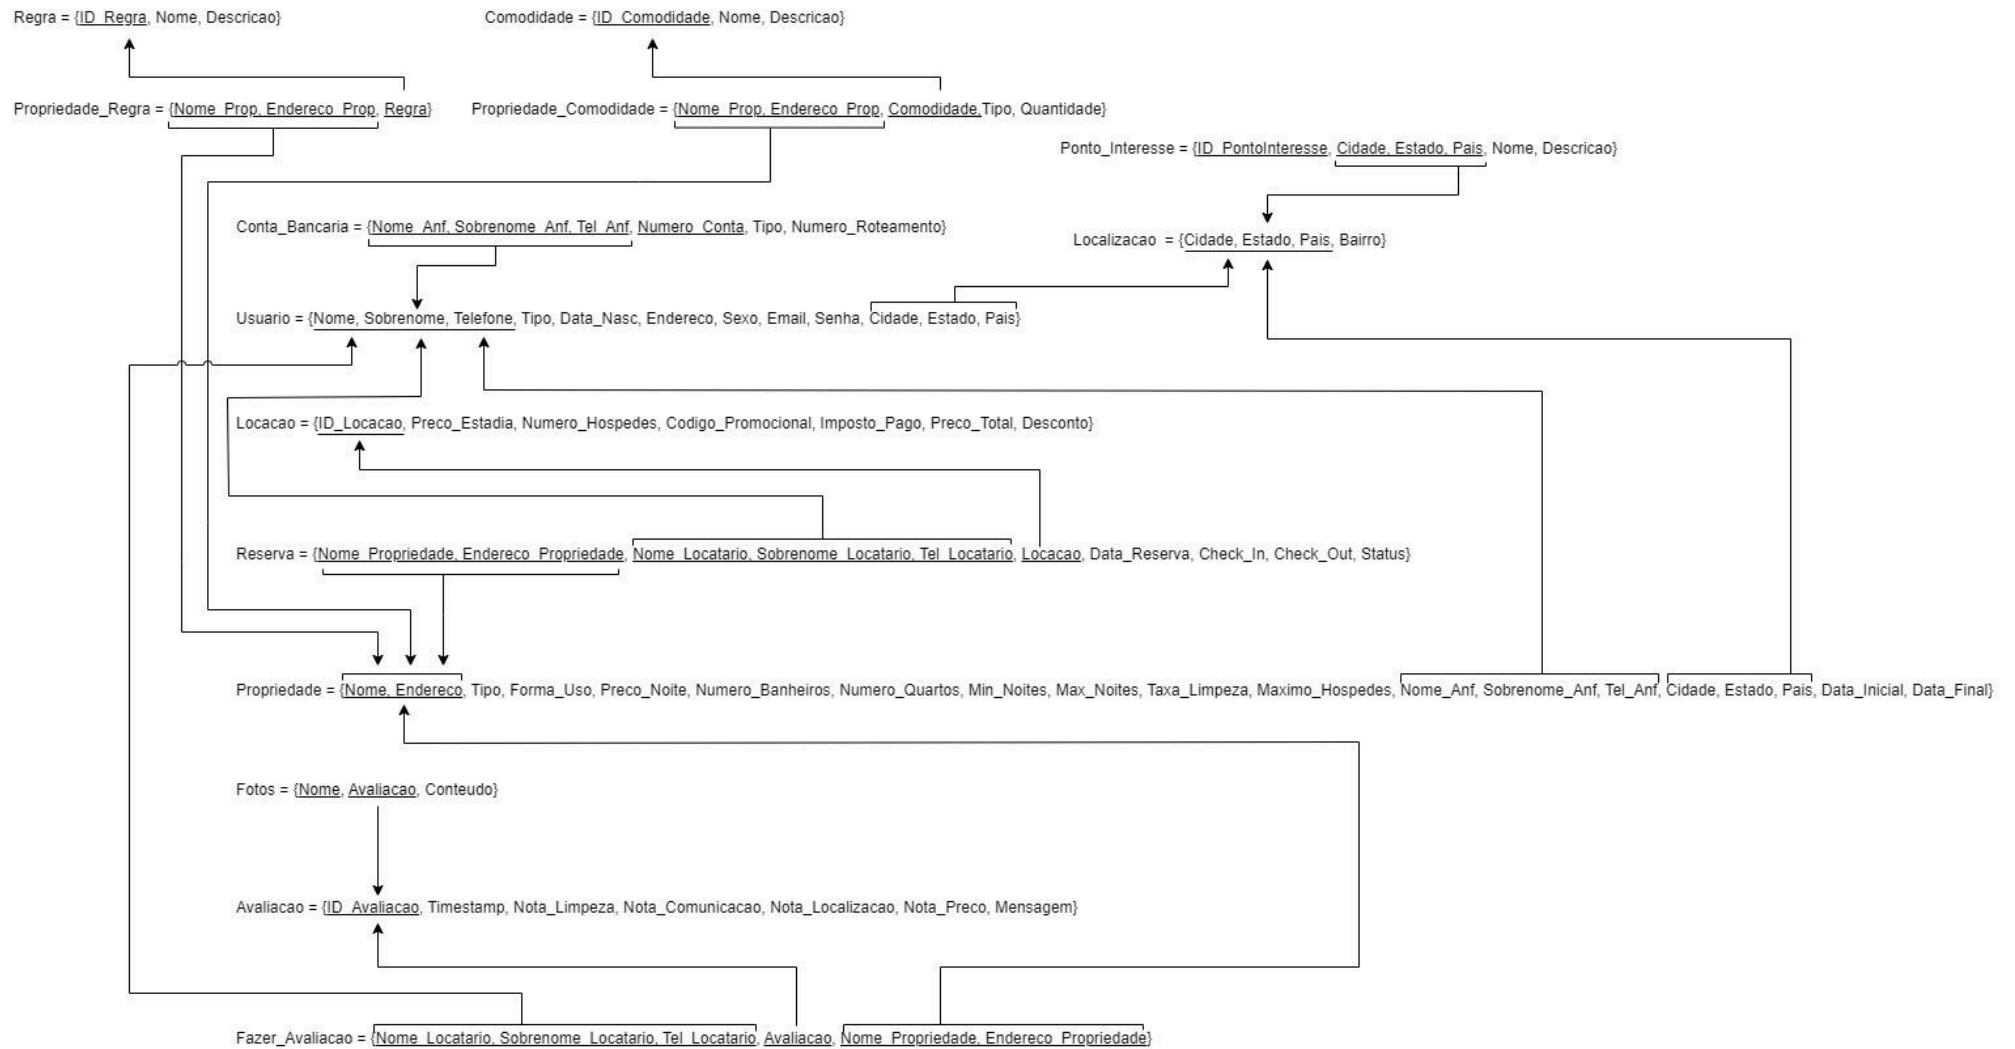 Regra = {ID_Regra, Nome, Descricao}
Comodidade = {ID_Comodidade, Nome, Descricao}
Propriedade_Regra = {Nome_Prop, Endereco_Prop, Regra}
Propriedade_Comodidade = {Nome_Prop, Endereco_Prop, Comodidade,Tipo, Quantidade}
Ponto_Interesse = {ID_PontoInteresse, Cidade, Estado, Pais, Nome, Descricao}
Conta_Bancaria = {Nome_Anf, Sobrenome_Anf, Tel_Anf, Numero_Conta, Tipo, Numero_Roteamento}
Localizacao = {Cidade, Estado, Pais, Bairro}
Usuario = {Nome, Sobrenome, Telefone, Tipo, Data_Nasc, Endereco, Sexo, Email, Senha, Cidade, Estado, Pais}
Locacao = {ID_Locacao, Preco_Estadia, Numero_Hospedes, Codigo_Promocional, Imposto_Pago, Preco_Total, Desconto}
Reserva = {Nome_Propriedade, Endereco_Propriedade, Nome_Locatario, Sobrenome_Locatario, Tel_Locatario, Locacao, Data_Reserva, Check_In, Check_Out, Status}
Propriedade = {Nome, Endereco, Tipo, Forma_Uso, Preco_Noite, Numero_Banheiros, Numero_Quartos, Min_Noites, Max_Noites, Taxa_Limpeza, Maximo_Hospedes, Nome_Anf, Sobrenome_Anf, Tel_Anf, Cidade, Estado, Pais, Data_Inicial, Data_Final}
Fotos = {Nome, Avaliacao, Conteudo}
Avaliacao = {ID_Avaliacao, Timestamp, Nota_Limpeza, Nota_Comunicacao, Nota_Localizacao, Nota_Preco, Mensagem}
Fazer_Avaliacao = {Nome_Locatario, Sobrenome_Locatario, Tel_Locatario, Avaliacao, Nome_Propriedade, Endereco_Propriedade}